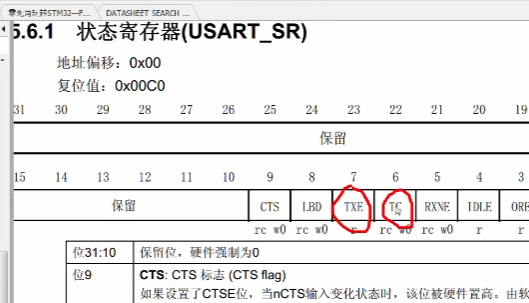 零死角玩转STM32—F...
DATASHEET SEARCH ...
5.6.1 状态寄存器(USART_SR)
地址偏移：0x00
复位值：0x00C0
31 30 29 28 27 26 25 24 23 22 21 20 19
保留
15 14 13 12 11 10 9 8 7 6 5 4 3
保留 CTS LBD TXE TC RXNE IDLE ORE
rc w0 rc w0 r rc w0 rc w0 r r
位31:10 保留位，硬件强制为0
位9 CTS: CTS 标志 (CTS flag)
如果设置了CTSE位，当nCTS输入变化状态时，该位被硬件置高。由软